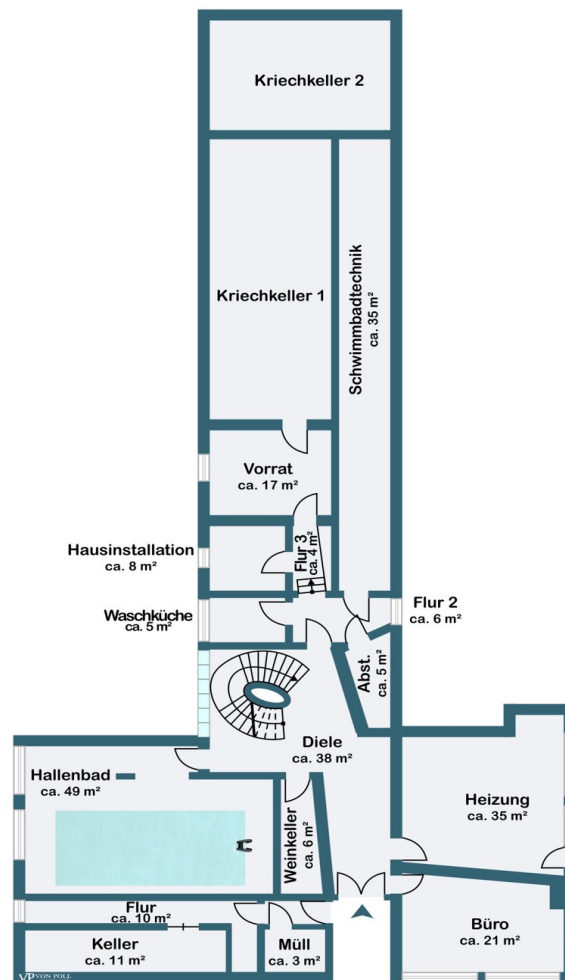 Kriechkeller 2
Kriechkeller 1
Schwimmbadtechnik
ca. 35 m²
Vorrat
ca. 17 m²
Hausinstallation
ca. 8 m²
Flur 3
ca. 4 m²
Waschküche
ca. 5 m²
Flur 2
ca. 6 m²
Abst.
ca. 5 m²
Diele
ca. 38 m²
Hallenbad
ca. 49 m²
Weinkeller
ca. 6 m²
Heizung
ca. 35 m²
Flur
ca. 10 m²
Keller
ca. 11 m²
Müll
ca. 3 m²
Büro
ca. 21 m²
VP VON POLL